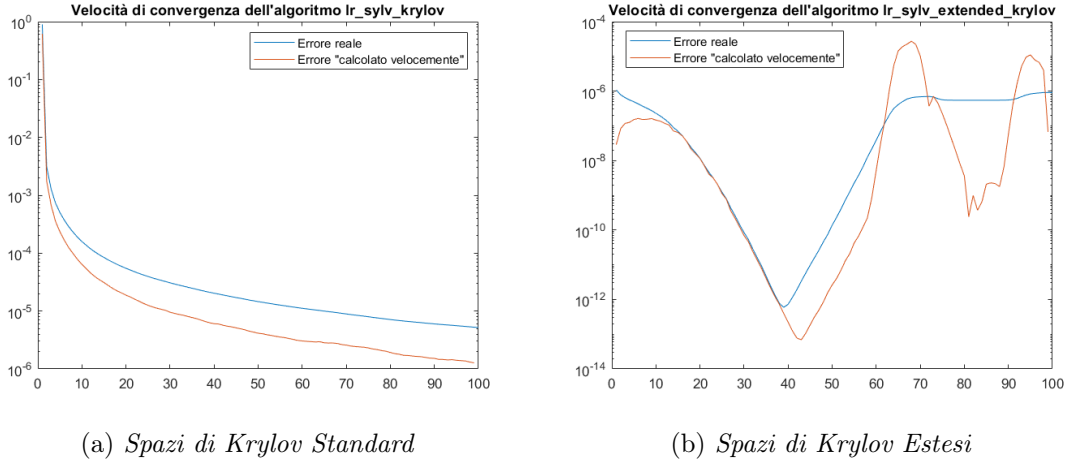 Velocità di convergenza dell'algoritmo lr_sylv_krylov
10^0
10^-1
10^-2
10^-3
10^-4
10^-5
10^-6
Errore reale
Errore "calcolato velocemente"
0 10 20 30 40 50 60 70 80 90 100
(a) Spazi di Krylov Standard
Velocità di convergenza dell'algoritmo lr_sylv_extended_krylov
10^-4
10^-6
10^-8
10^-10
10^-12
10^-14
Errore reale
Errore "calcolato velocemente"
0 10 20 30 40 50 60 70 80 90 100
(b) Spazi di Krylov Estesi